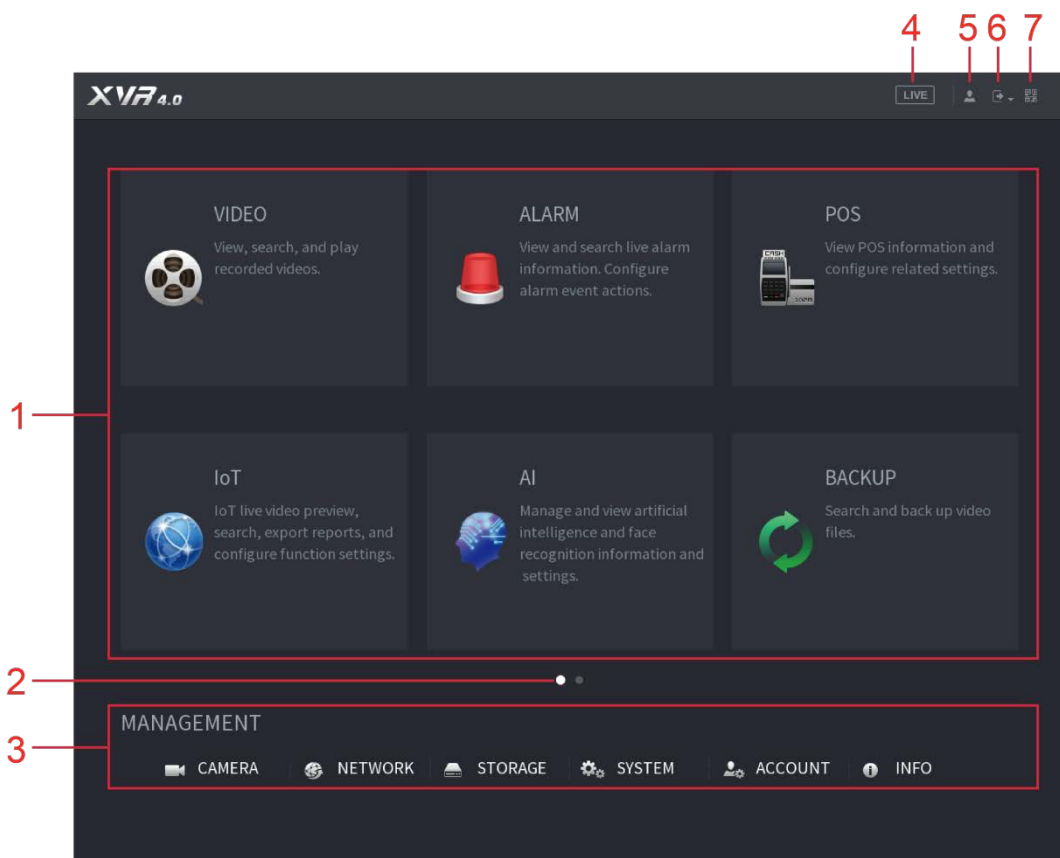 4 5 6 7
XVR 4.0
LIVE
VIDEO
View, search, and play
recorded videos.
ALARM
View and search live alarm
information. Configure
alarm event actions.
POS
View POS information and
configure related settings.
CASH
1
IoT
IoT live video preview,
search, export reports, and
configure function settings.
AI
Manage and view artificial
intelligence and face
recognition information and
settings.
BACKUP
Search and back up video
files.
2
MANAGEMENT
3
CAMERA NETWORK STORAGE SYSTEM ACCOUNT INFO